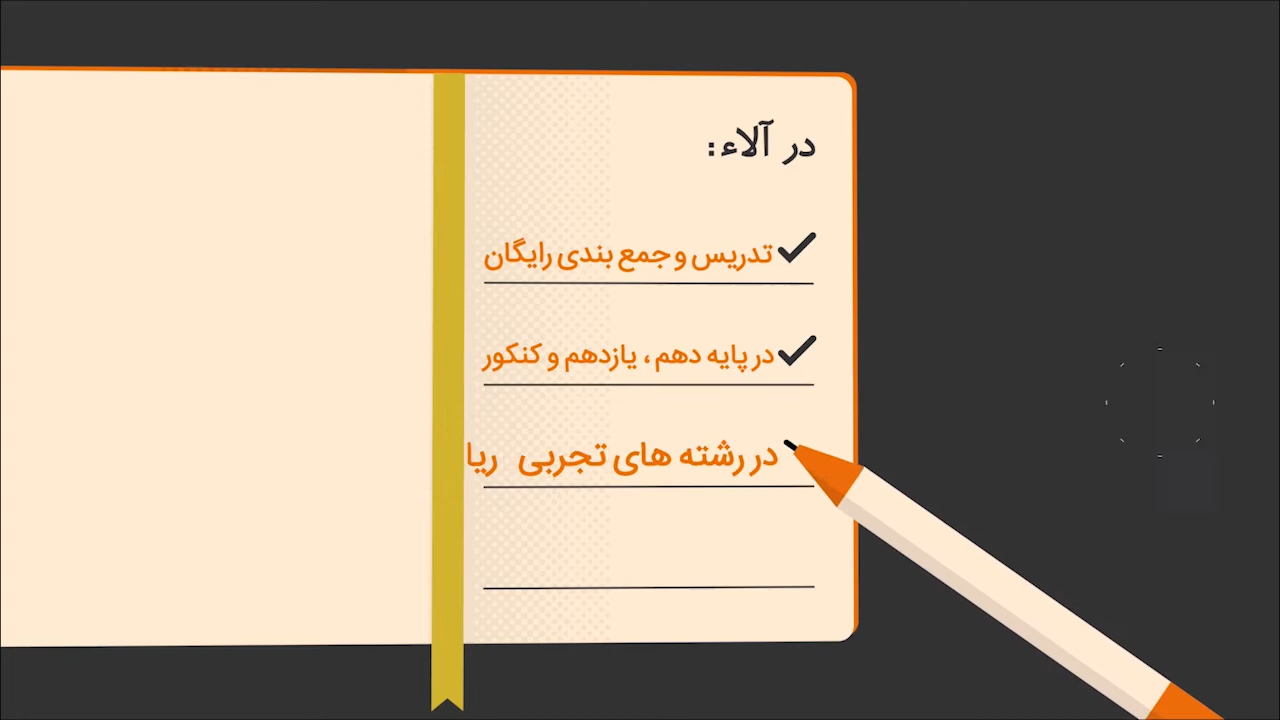 در آلاء:
تدریس و جمع بندی رایگان
در پایه دهم ، یازدهم و کنکور
در رشته های تجربی ریا